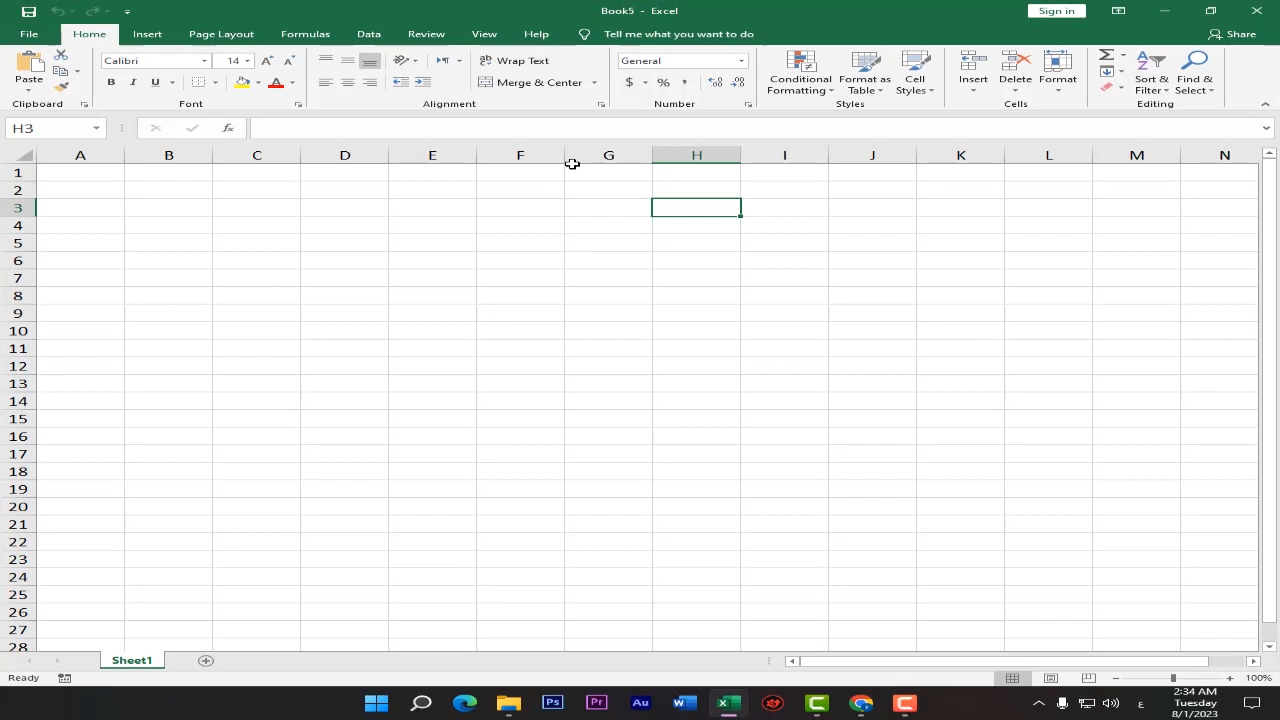 Book5 - Excel
Sign in
File Home Insert Page Layout Formulas Data Review View Help Tell me what you want to do Share
Paste
Clipboard
Calibri 14
B I U
Font
Wrap Text
Merge & Center
Alignment
General
$ % ,
Number
Conditional Formatting
Format as Table
Cell Styles
Styles
Insert
Delete
Format
Cells
Sort & Filter
Find & Select
Editing
H3
fx
A B C D E F G H I J K L M N
1
2
3
4
5
6
7
8
9
10
11
12
13
14
15
16
17
18
19
20
21
22
23
24
25
26
27
28
Sheet1
Ready
100%
Ps Pr Au
ع
2:34 AM
Tuesday
8/1/2023